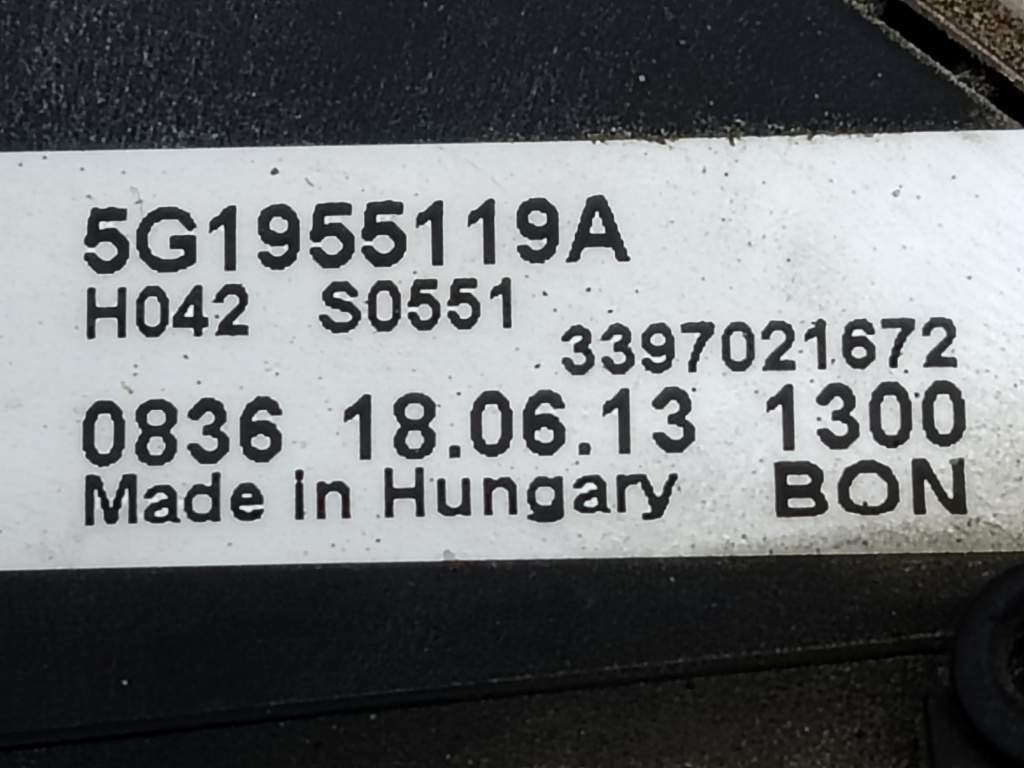 5G1955119A
H042 S0551
3397021672
0836 18.06.13 1300
Made in Hungary BON